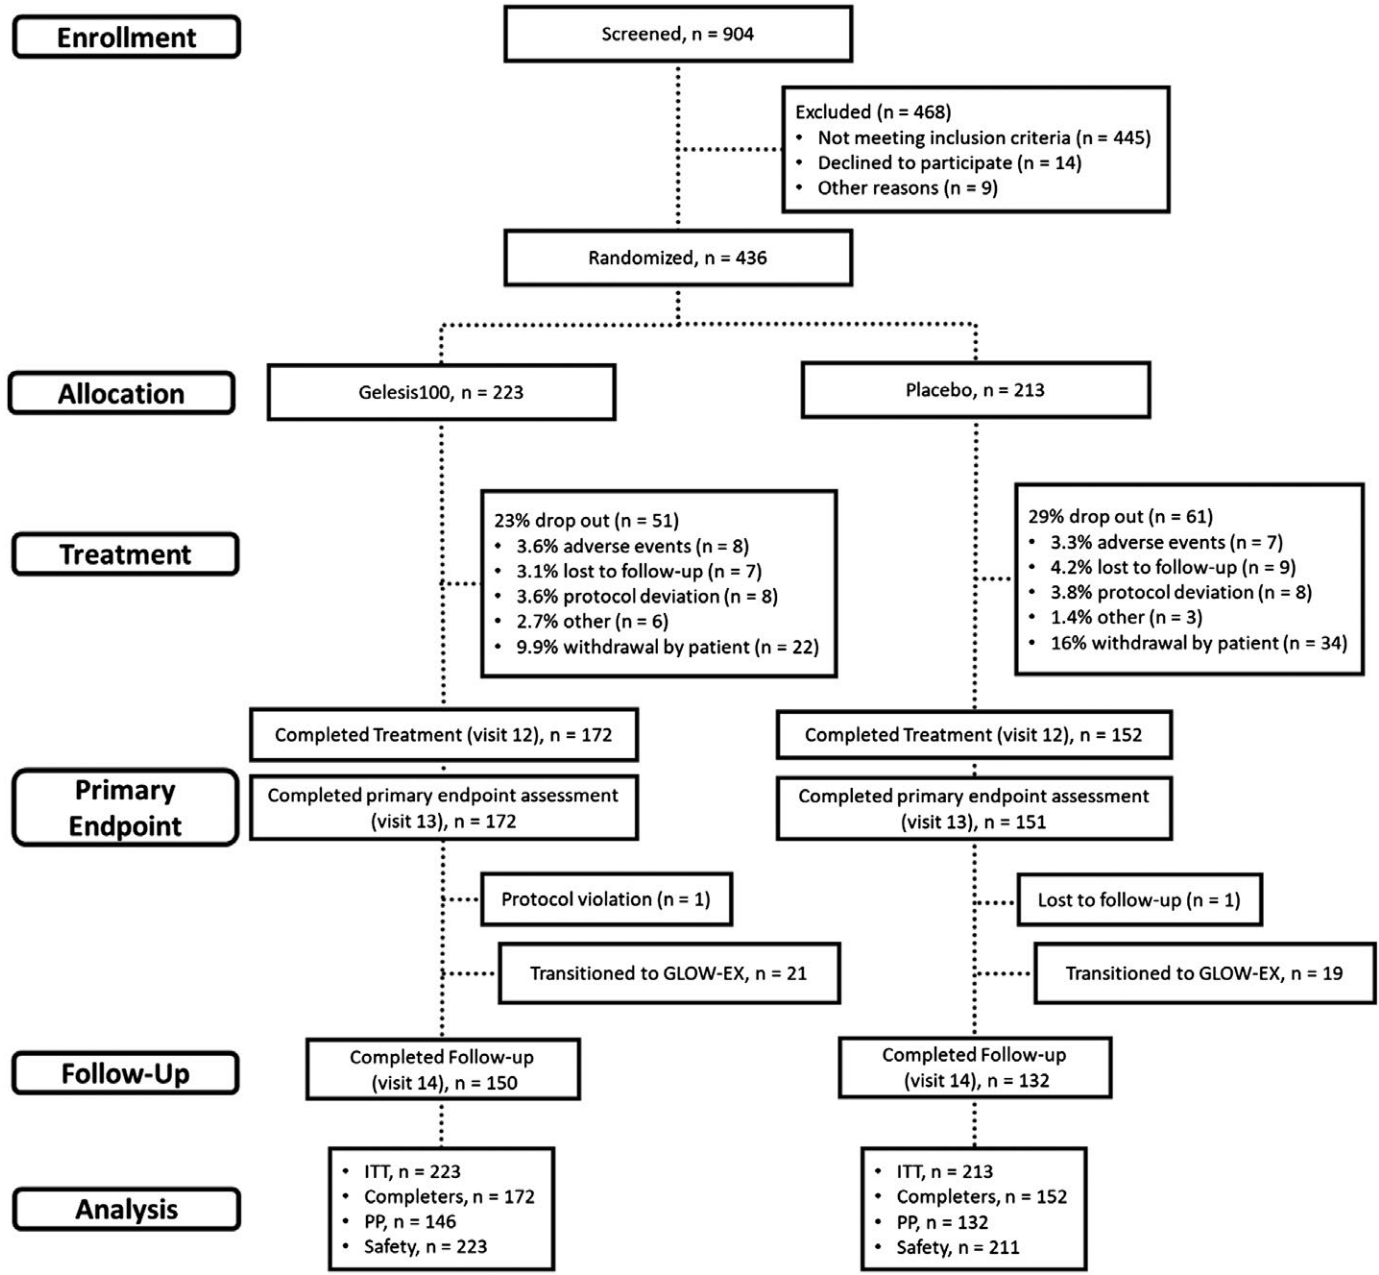 Enrollment
Screened, n = 904
Excluded (n = 468)
• Not meeting inclusion criteria (n = 445)
• Declined to participate (n = 14)
• Other reasons (n = 9)
Randomized, n = 436
Allocation
Gelesis100, n = 223
Placebo, n = 213
Treatment
23% drop out (n = 51)
• 3.6% adverse events (n = 8)
• 3.1% lost to follow-up (n = 7)
• 3.6% protocol deviation (n = 8)
• 2.7% other (n = 6)
• 9.9% withdrawal by patient (n = 22)
29% drop out (n = 61)
• 3.3% adverse events (n = 7)
• 4.2% lost to follow-up (n = 9)
• 3.8% protocol deviation (n = 8)
• 1.4% other (n = 3)
• 16% withdrawal by patient (n = 34)
Completed Treatment (visit 12), n = 172
Completed Treatment (visit 12), n = 152
Primary
Endpoint
Completed primary endpoint assessment
(visit 13), n = 172
Completed primary endpoint assessment
(visit 13), n = 151
Protocol violation (n = 1)
Lost to follow-up (n = 1)
Transitioned to GLOW-EX, n = 21
Transitioned to GLOW-EX, n = 19
Follow-Up
Completed Follow-up
(visit 14), n = 150
Completed Follow-up
(visit 14), n = 132
Analysis
• ITT, n = 223
• Completers, n = 172
• PP, n = 146
• Safety, n = 223
• ITT, n = 213
• Completers, n = 152
• PP, n = 132
• Safety, n = 211